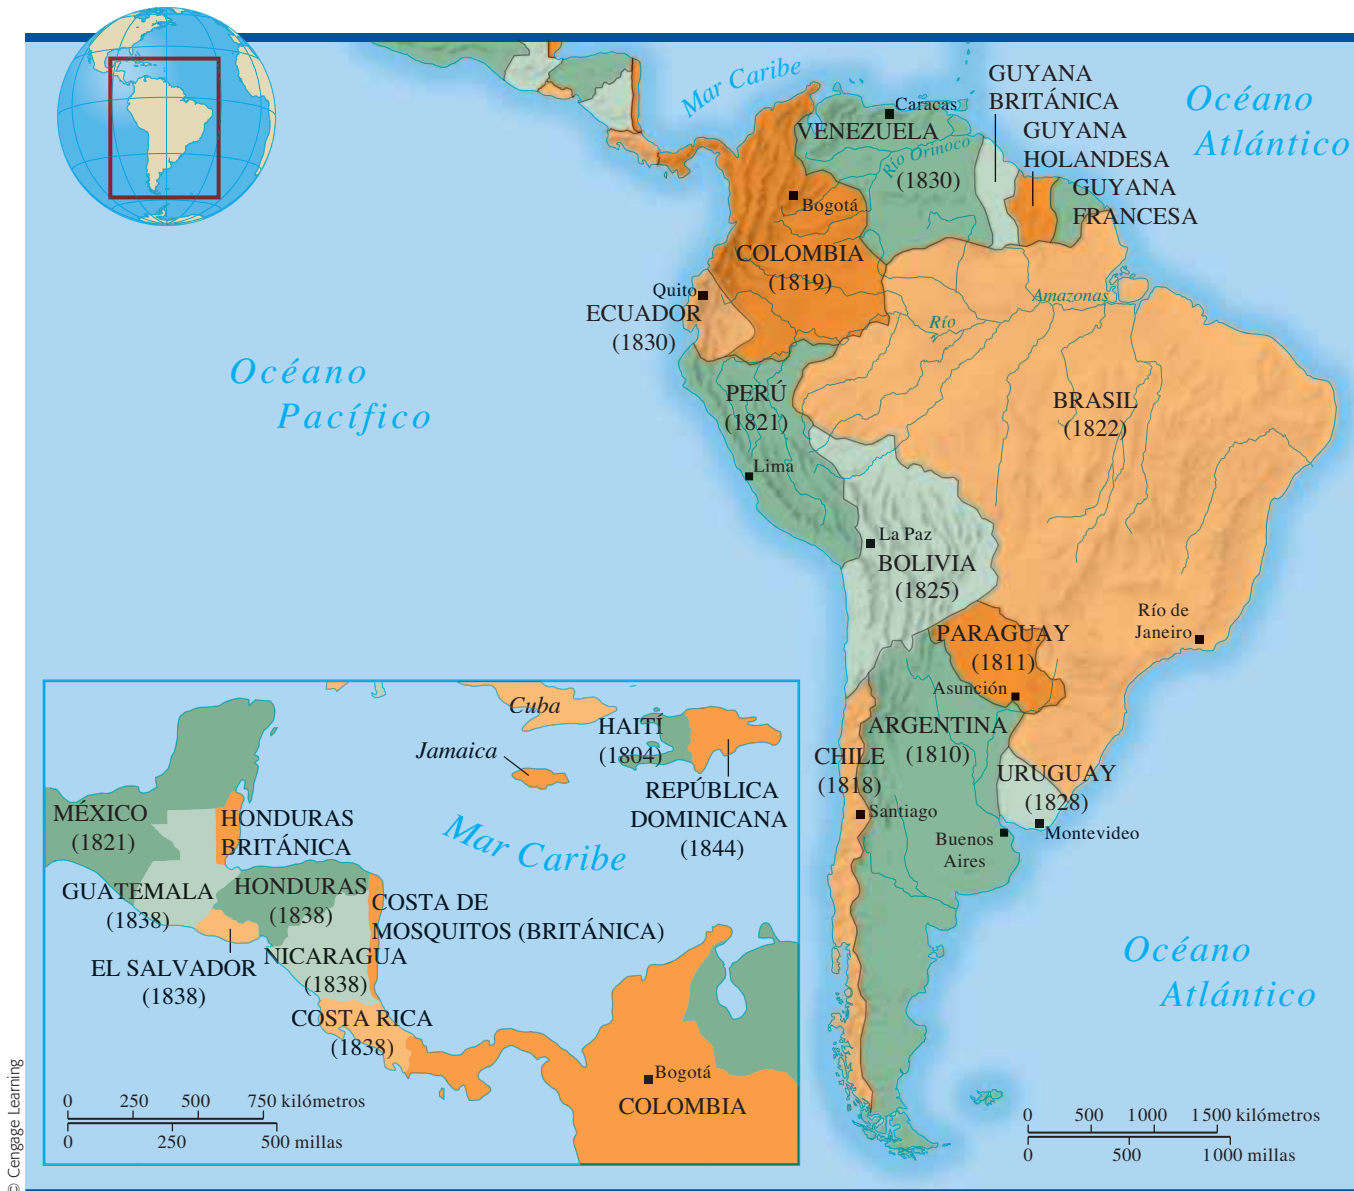 Mar Caribe
Océano
Atlántico
GUYANA
BRITÁNICA
GUYANA
HOLANDESA
GUYANA
FRANCESA
Caracas
VENEZUELA
Río Orinoco
(1830)
Bogotá
COLOMBIA
(1819)
Quito
ECUADOR
(1830)
Río
Amazonas
Océano
Pacífico
PERÚ
(1821)
Lima
BRASIL
(1822)
La Paz
BOLIVIA
(1825)
Río de
Janeiro
PARAGUAY
(1811)
Asunción
ARGENTINA
(1810)
CHILE
(1818)
Santiago
URUGUAY
(1828)
Buenos
Aires
Montevideo
Océano
Atlántico
0 500 1000 1500 kilómetros
0 500 1000 millas
Cuba
Jamaica
HAITÍ
(1804)
REPÚBLICA
DOMINICANA
(1844)
Mar Caribe
MÉXICO
(1821)
HONDURAS
BRITÁNICA
GUATEMALA
(1838)
HONDURAS
(1838)
COSTA DE
MOSQUITOS (BRITÁNICA)
EL SALVADOR
(1838)
NICARAGUA
(1838)
COSTA RICA
(1838)
Bogotá
COLOMBIA
0 250 500 750 kilómetros
0 250 500 millas
© Cengage Learning